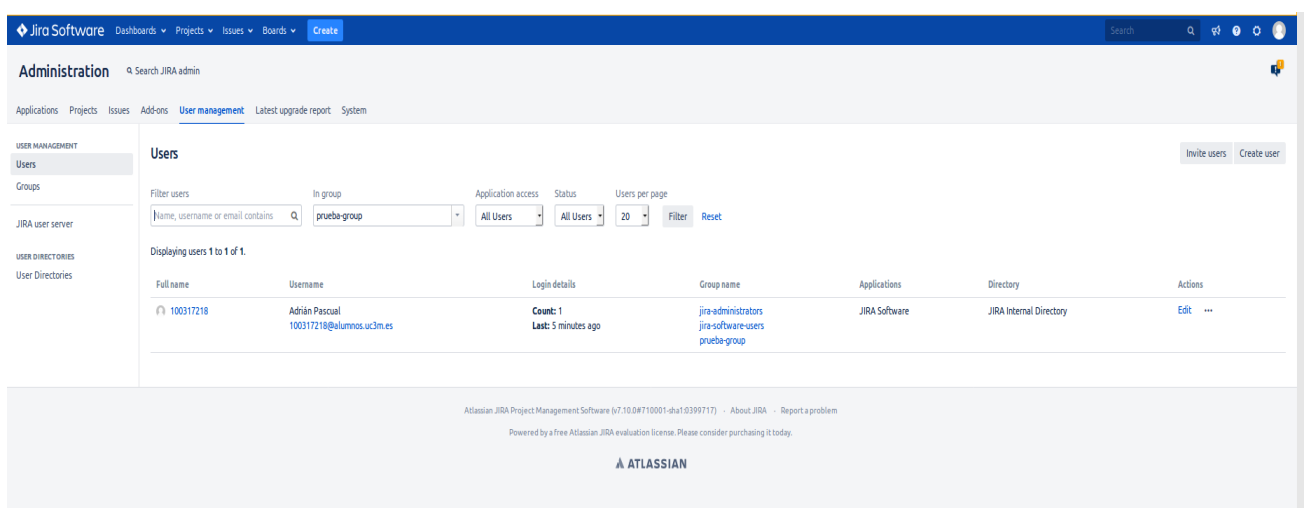 Jira Software Dashboards Projects Issues Boards Create Search
Administration Search JIRA admin
Applications Projects Issues Add-ons User management Latest upgrade report System
USER MANAGEMENT
Users
Groups
JIRA user server
USER DIRECTORIES
User Directories
Users Invite users Create user
Filter users In group Application access Status Users per page
Name, username or email contains prueba-group All Users All Users 20 Filter Reset
Displaying users 1 to 1 of 1.
Full name Username Login details Group name Applications Directory Actions
100317218 Adrián Pascual Count: 1 jira-administrators JIRA Software JIRA Internal Directory Edit ...
100317218@alumnos.uc3m.es Last: 5 minutes ago jira-software-users
prueba-group
Atlassian JIRA Project Management Software (v7.10.0#710001-sha1:0399717) - About JIRA - Report a problem
Powered by a free Atlassian JIRA evaluation license. Please consider purchasing it today.
ATLASSIAN